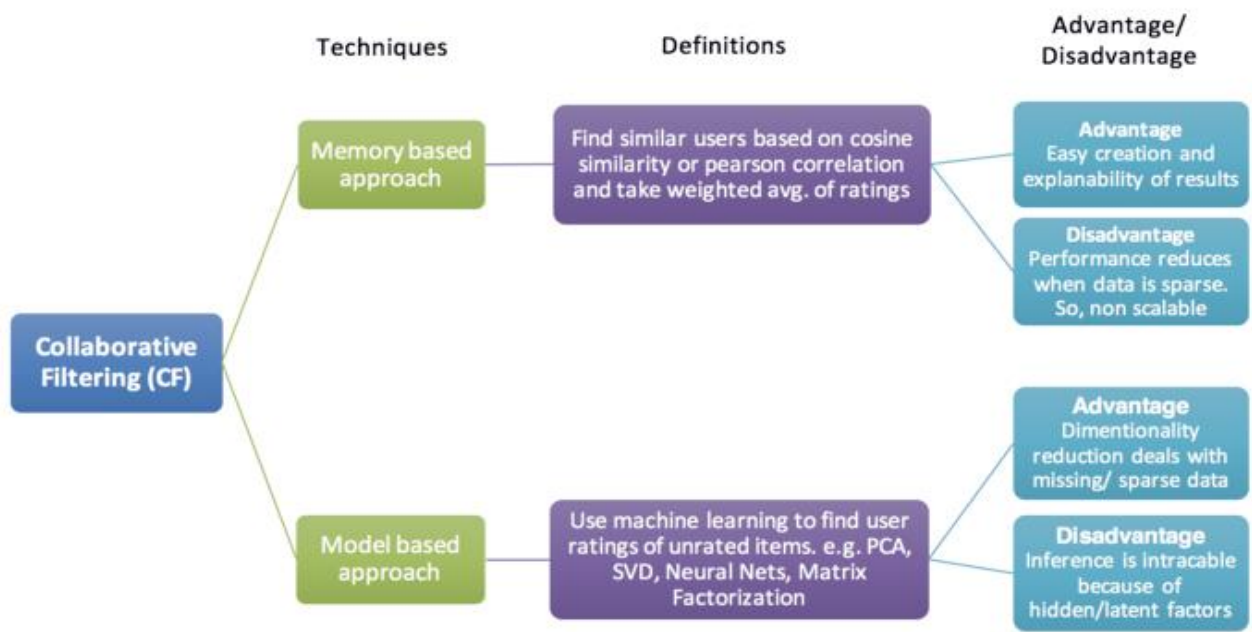 Techniques
Definitions
Advantage/
Disadvantage
Memory based
approach
Find similar users based on cosine
similarity or pearson correlation
and take weighted avg. of ratings
Advantage
Easy creation and
explanability of results
Disadvantage
Performance reduces
when data is sparse.
So, non scalable
Collaborative
Filtering (CF)
Model based
approach
Use machine learning to find user
ratings of unrated items. e.g. PCA,
SVD, Neural Nets, Matrix
Factorization
Advantage
Dimentionality
reduction deals with
missing/ sparse data
Disadvantage
Inference is intracable
because of
hidden/latent factors